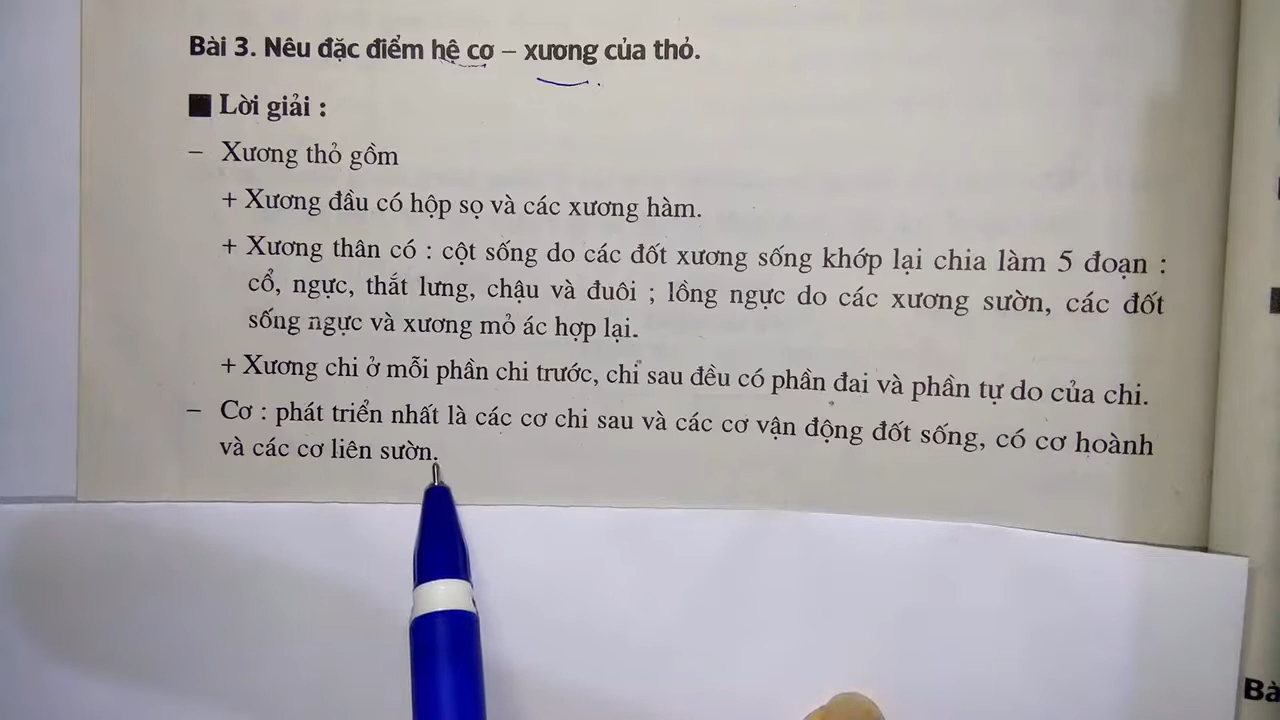 Bài 3. Nêu đặc điểm hệ cơ – xương của thỏ.
■ Lời giải :
– Xương thỏ gồm
+ Xương đầu có hộp sọ và các xương hàm.
+ Xương thân có : cột sống do các đốt xương sống khớp lại chia làm 5 đoạn :
cổ, ngực, thắt lưng, chậu và đuôi ; lồng ngực do các xương sườn, các đốt
sống ngực và xương mỏ ác hợp lại.
+ Xương chi ở mỗi phần chi trước, chi sau đều có phần đai và phần tự do của chi.
– Cơ : phát triển nhất là các cơ chi sau và các cơ vận động đốt sống, có cơ hoành
và các cơ liên sườn.